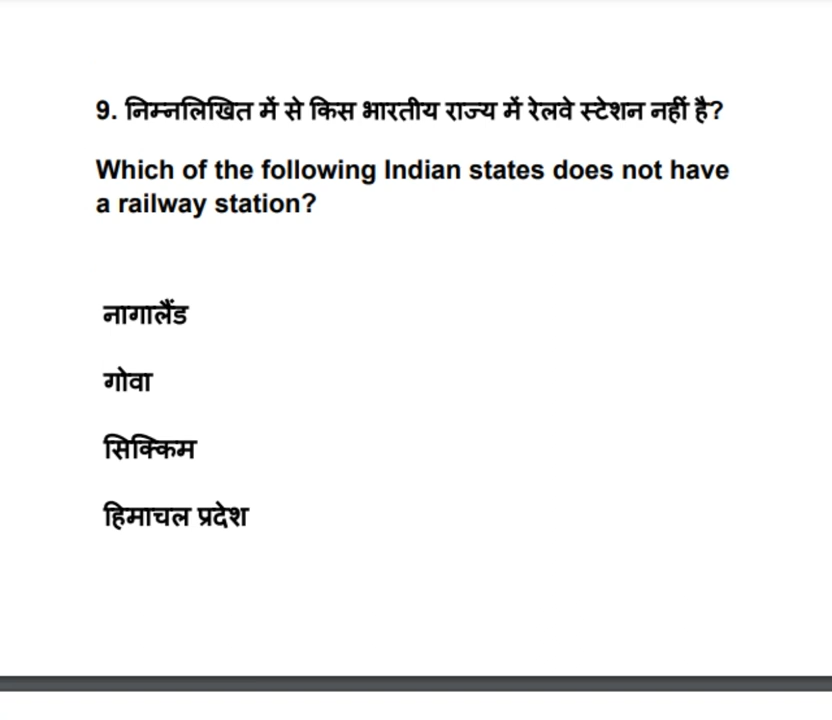 9. निम्नलिखित में से किस भारतीय राज्य में रेलवे स्टेशन नहीं है?
Which of the following Indian states does not have
a railway station?
नागालैंड
गोवा
सिक्किम
हिमाचल प्रदेश